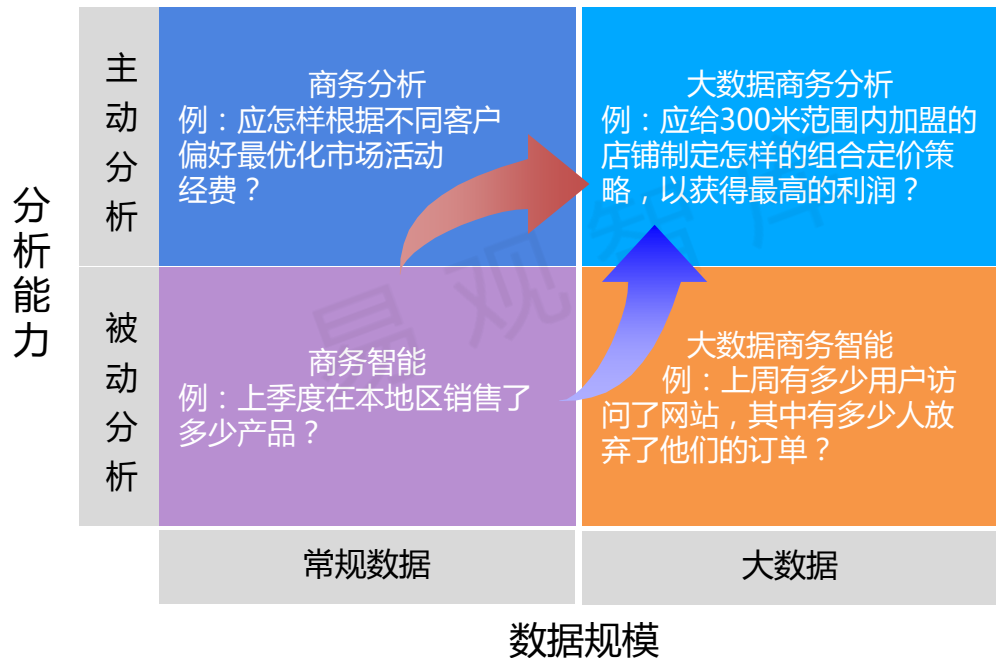 分析能力
主动分析
商务分析
例：应怎样根据不同客户
偏好最优化市场活动
经费？
大数据商务分析
例：应给300米范围内加盟的
店铺制定怎样的组合定价策
略，以获得最高的利润？
被动分析
商务智能
例：上季度在本地区销售了
多少产品？
大数据商务智能
例：上周有多少用户访
问了网站，其中有多少人放
弃了他们的订单？
常规数据
大数据
数据规模
易观智库